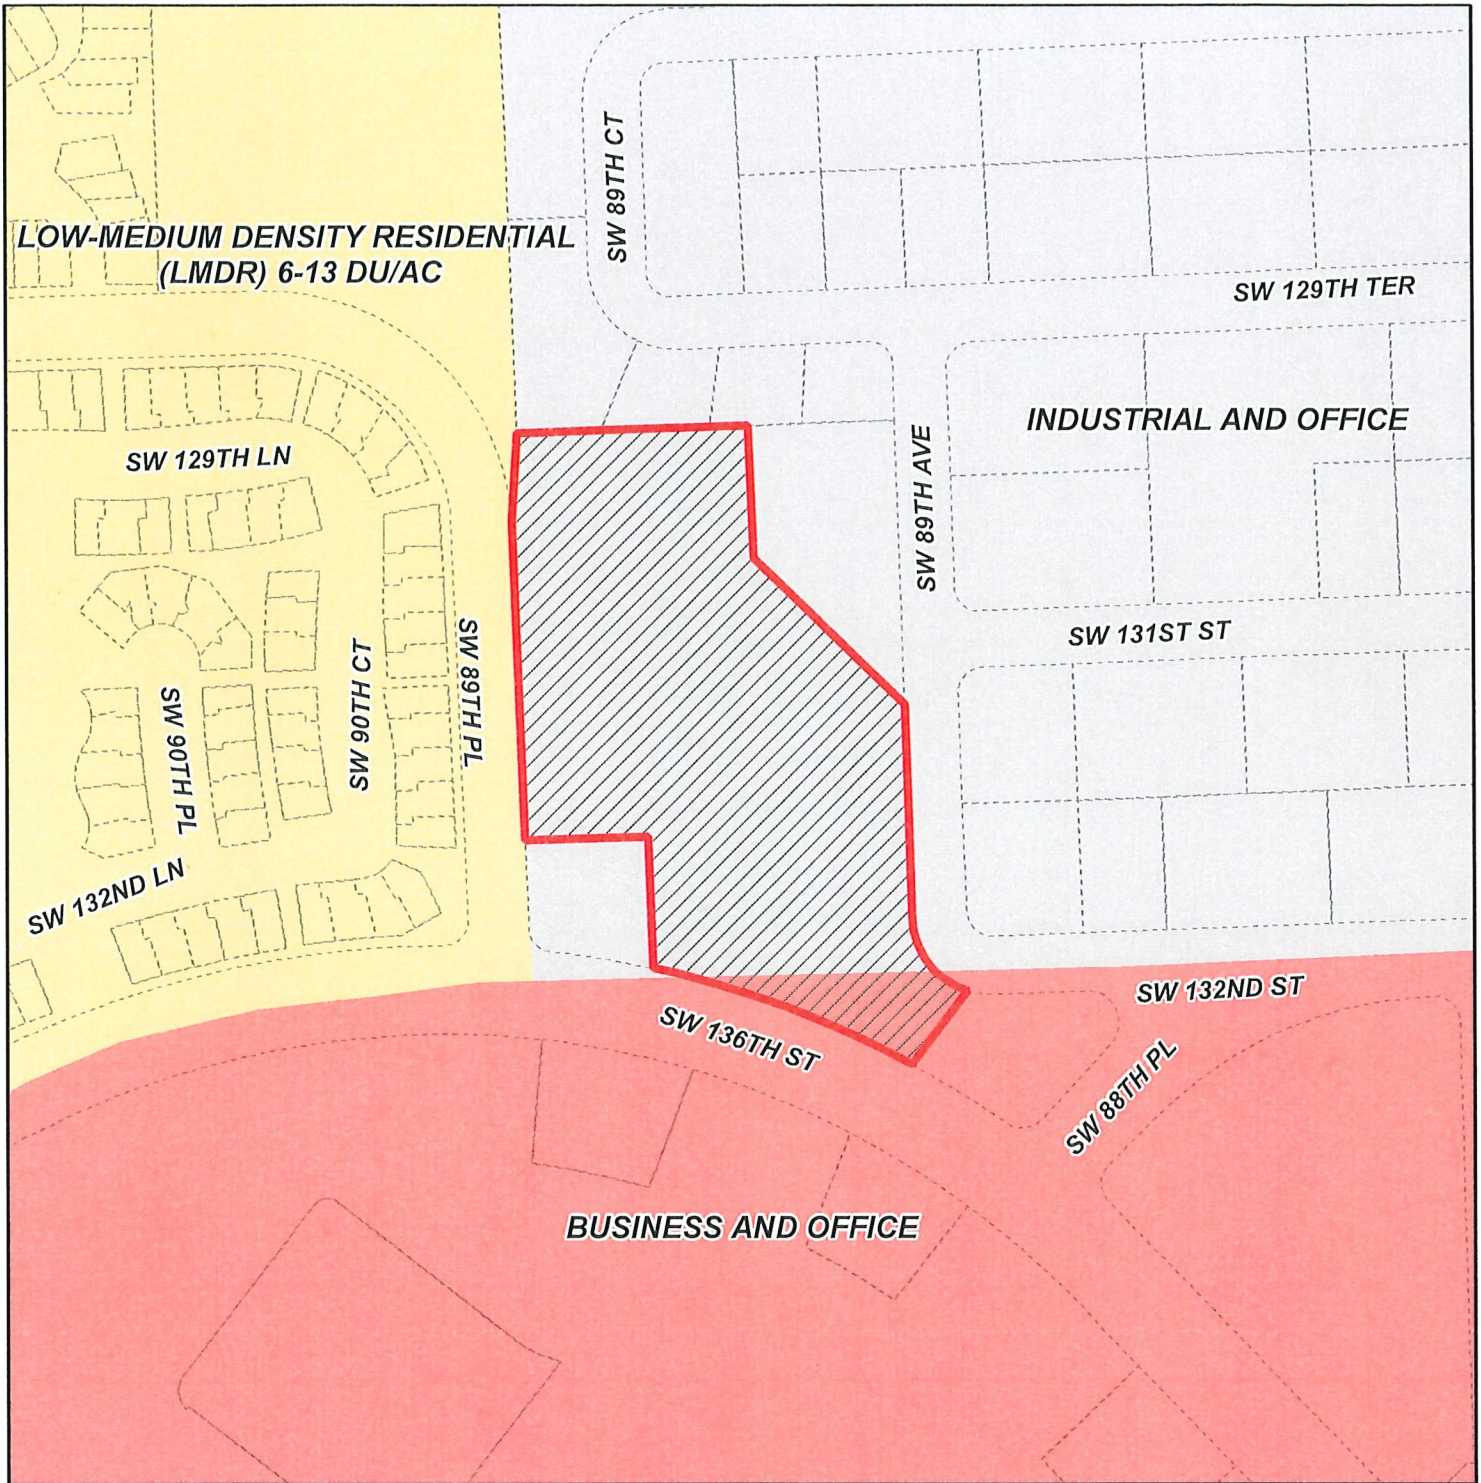 SW 89TH CT
LOW-MEDIUM DENSITY RESIDENTIAL
(LMDR) 6-13 DU/AC
SW 129TH TER
INDUSTRIAL AND OFFICE
SW 129TH LN
SW 89TH AVE
SW 131ST ST
SW 89TH PL
SW 90TH CT
SW 90TH PL
SW 132ND LN
SW 132ND ST
SW 136TH ST
SW 88TH PL
BUSINESS AND OFFICE